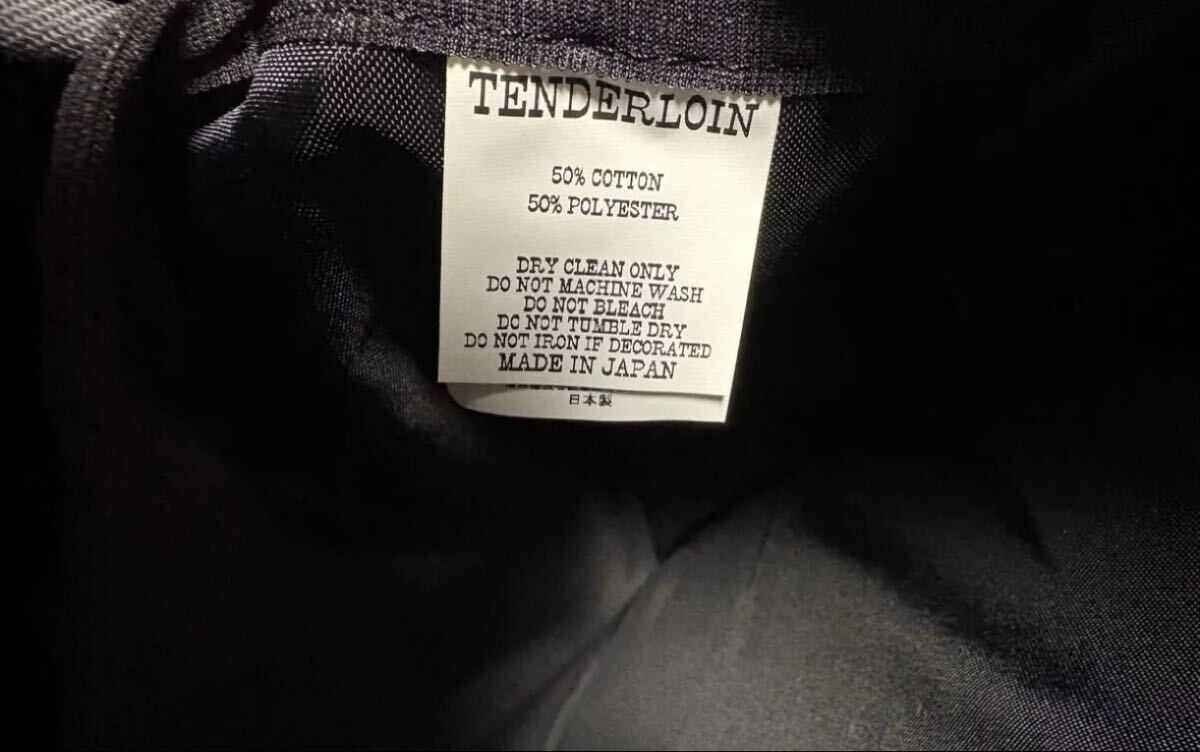 TENDERLOIN
50% COTTON
50% POLYESTER
DRY CLEAN ONLY
DO NOT MACHINE WASH
DO NOT BLEACH
DO NOT TUMBLE DRY
DO NOT IRON IF DECORATED
MADE IN JAPAN
日本製